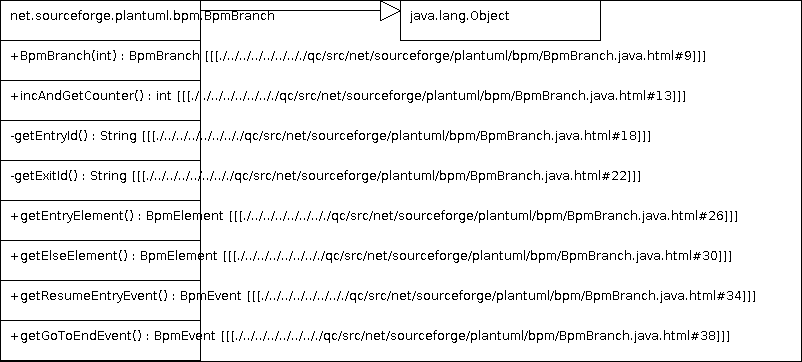 net.sourceforge.plantuml.bpm.BpmBranch
java.lang.Object
+BpmBranch(int) : BpmBranch [[[./../../../../../../../qc/src/net/sourceforge/plantuml/bpm/BpmBranch.java.html#9]]]
+incAndGetCounter() : int [[[./../../../../../../../qc/src/net/sourceforge/plantuml/bpm/BpmBranch.java.html#13]]]
-getEntryId() : String [[[./../../../../../../../qc/src/net/sourceforge/plantuml/bpm/BpmBranch.java.html#18]]]
-getExitId() : String [[[./../../../../../../../qc/src/net/sourceforge/plantuml/bpm/BpmBranch.java.html#22]]]
+getEntryElement() : BpmElement [[[./../../../../../../../qc/src/net/sourceforge/plantuml/bpm/BpmBranch.java.html#26]]]
+getElseElement() : BpmElement [[[./../../../../../../../qc/src/net/sourceforge/plantuml/bpm/BpmBranch.java.html#30]]]
+getResumeEntryEvent() : BpmEvent [[[./../../../../../../../qc/src/net/sourceforge/plantuml/bpm/BpmBranch.java.html#34]]]
+getGoToEndEvent() : BpmEvent [[[./../../../../../../../qc/src/net/sourceforge/plantuml/bpm/BpmBranch.java.html#38]]]